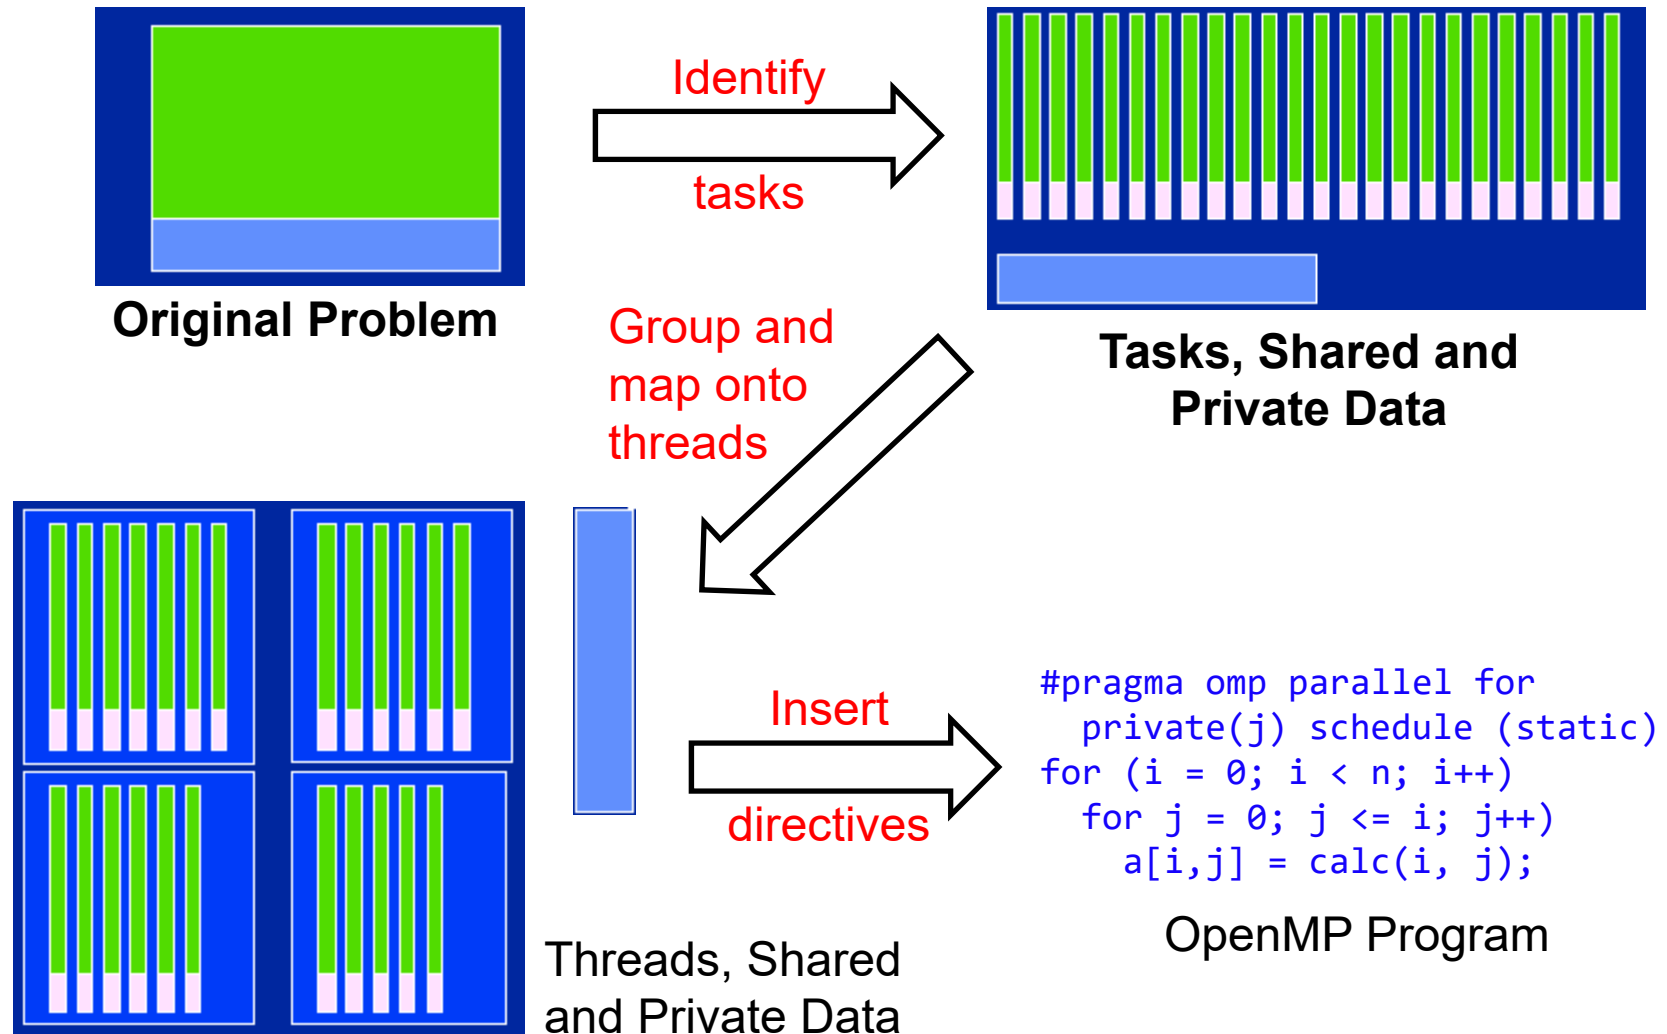 Identify
tasks
Original Problem
Tasks, Shared and
Private Data
Group and
map onto
threads
Insert
directives
#pragma omp parallel for
private(j) schedule (static)
for (i = 0; i < n; i++)
for j = 0; j <= i; j++)
a[i,j] = calc(i, j);
OpenMP Program
Threads, Shared
and Private Data